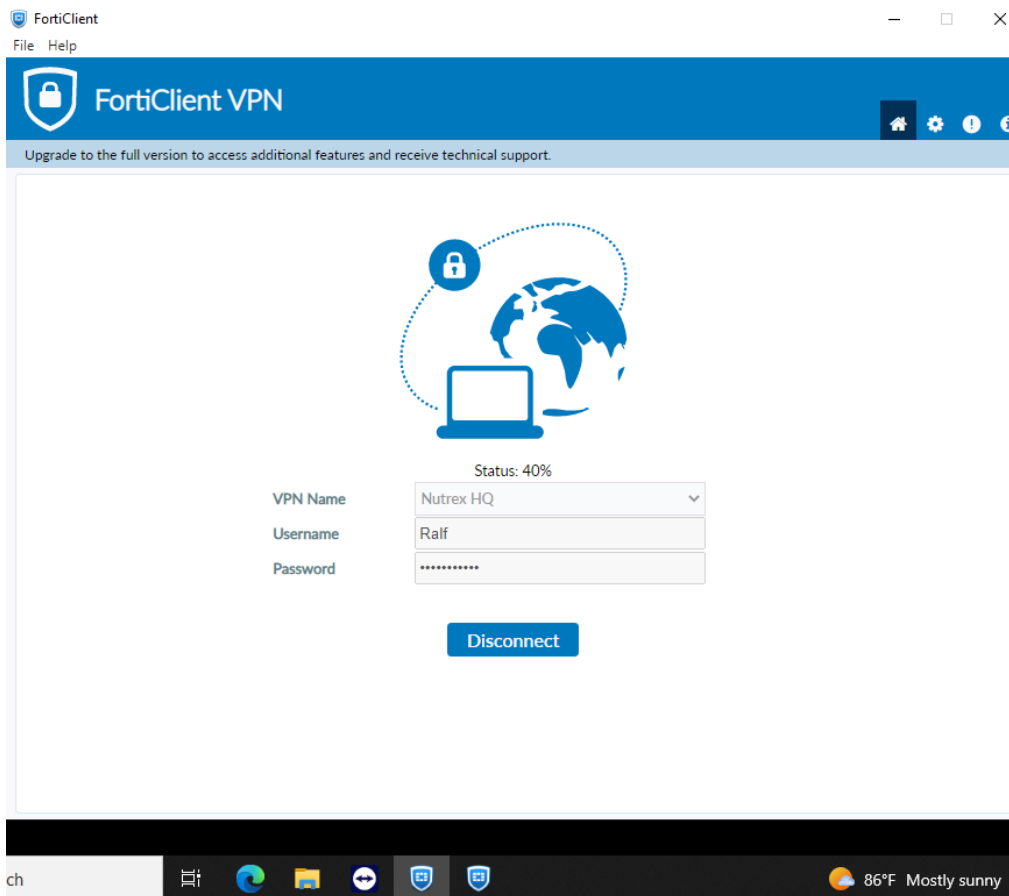 FortiClient
File Help
FortiClient VPN
Upgrade to the full version to access additional features and receive technical support.
Status: 40%
VPN Name Nutrex HQ
Username Ralf
Password •••••••••••
Disconnect
ch 86°F Mostly sunny